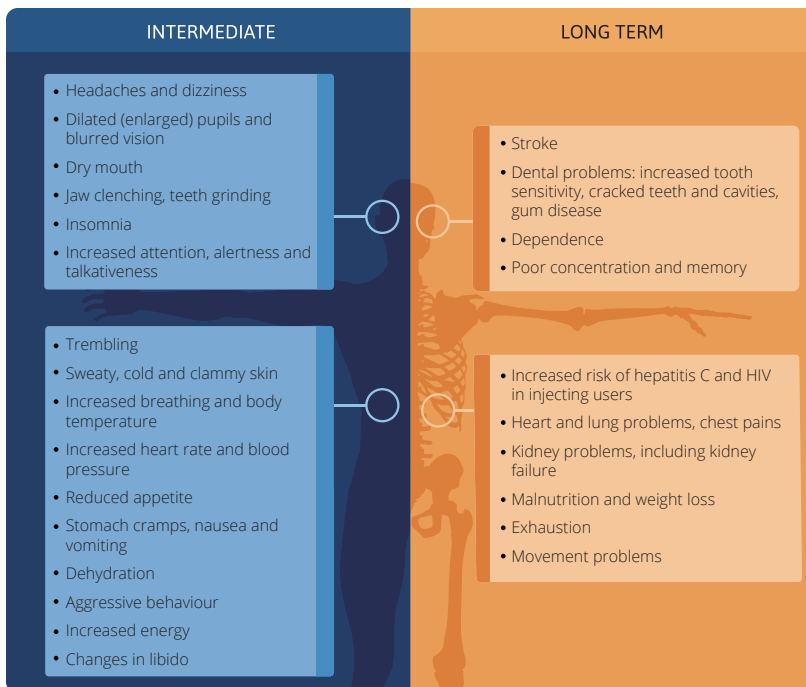 INTERMEDIATE
• Headaches and dizziness
• Dilated (enlarged) pupils and
blurred vision
• Dry mouth
• Jaw clenching, teeth grinding
• Insomnia
• Increased attention, alertness and
talkativeness
• Trembling
• Sweaty, cold and clammy skin
• Increased breathing and body
temperature
• Increased heart rate and blood
pressure
• Reduced appetite
• Stomach cramps, nausea and
vomiting
• Dehydration
• Aggressive behaviour
• Increased energy
• Changes in libido
LONG TERM
• Stroke
• Dental problems: increased tooth
sensitivity, cracked teeth and cavities,
gum disease
• Dependence
• Poor concentration and memory
• Increased risk of hepatitis C and HIV
in injecting users
• Heart and lung problems, chest pains
• Kidney problems, including kidney
failure
• Malnutrition and weight loss
• Exhaustion
• Movement problems